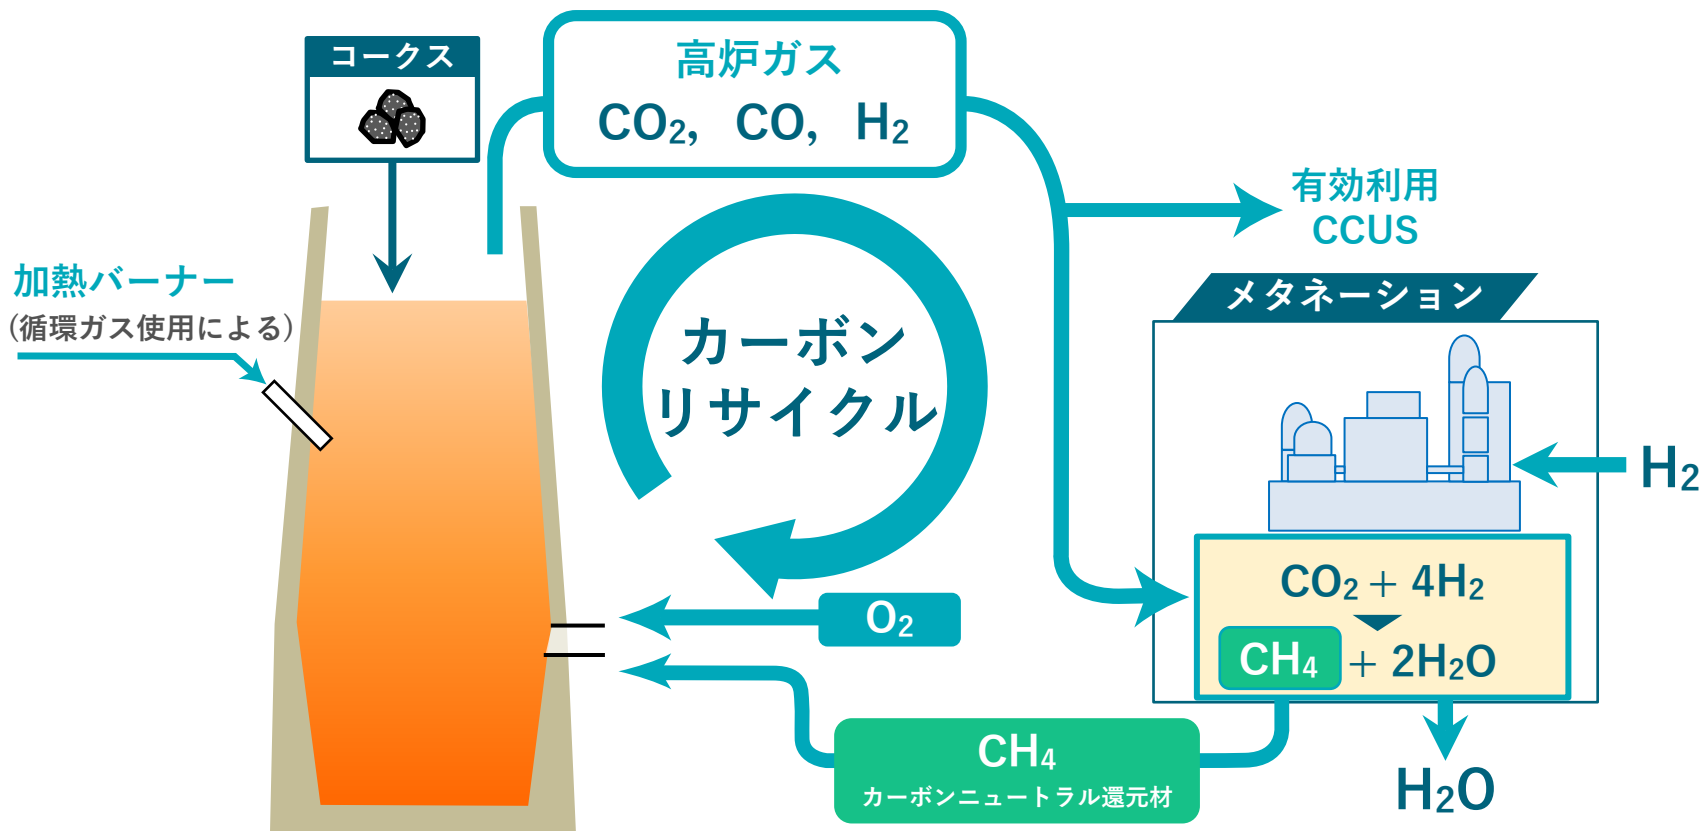 コークス
高炉ガス
CO₂, CO, H₂
有効利用
CCUS
加熱バーナー
(循環ガス使用による)
カーボン
リサイクル
メタネーション
H₂
CO₂ + 4H₂
CH₄ + 2H₂O
O₂
CH₄
カーボンニュートラル還元材
H₂O